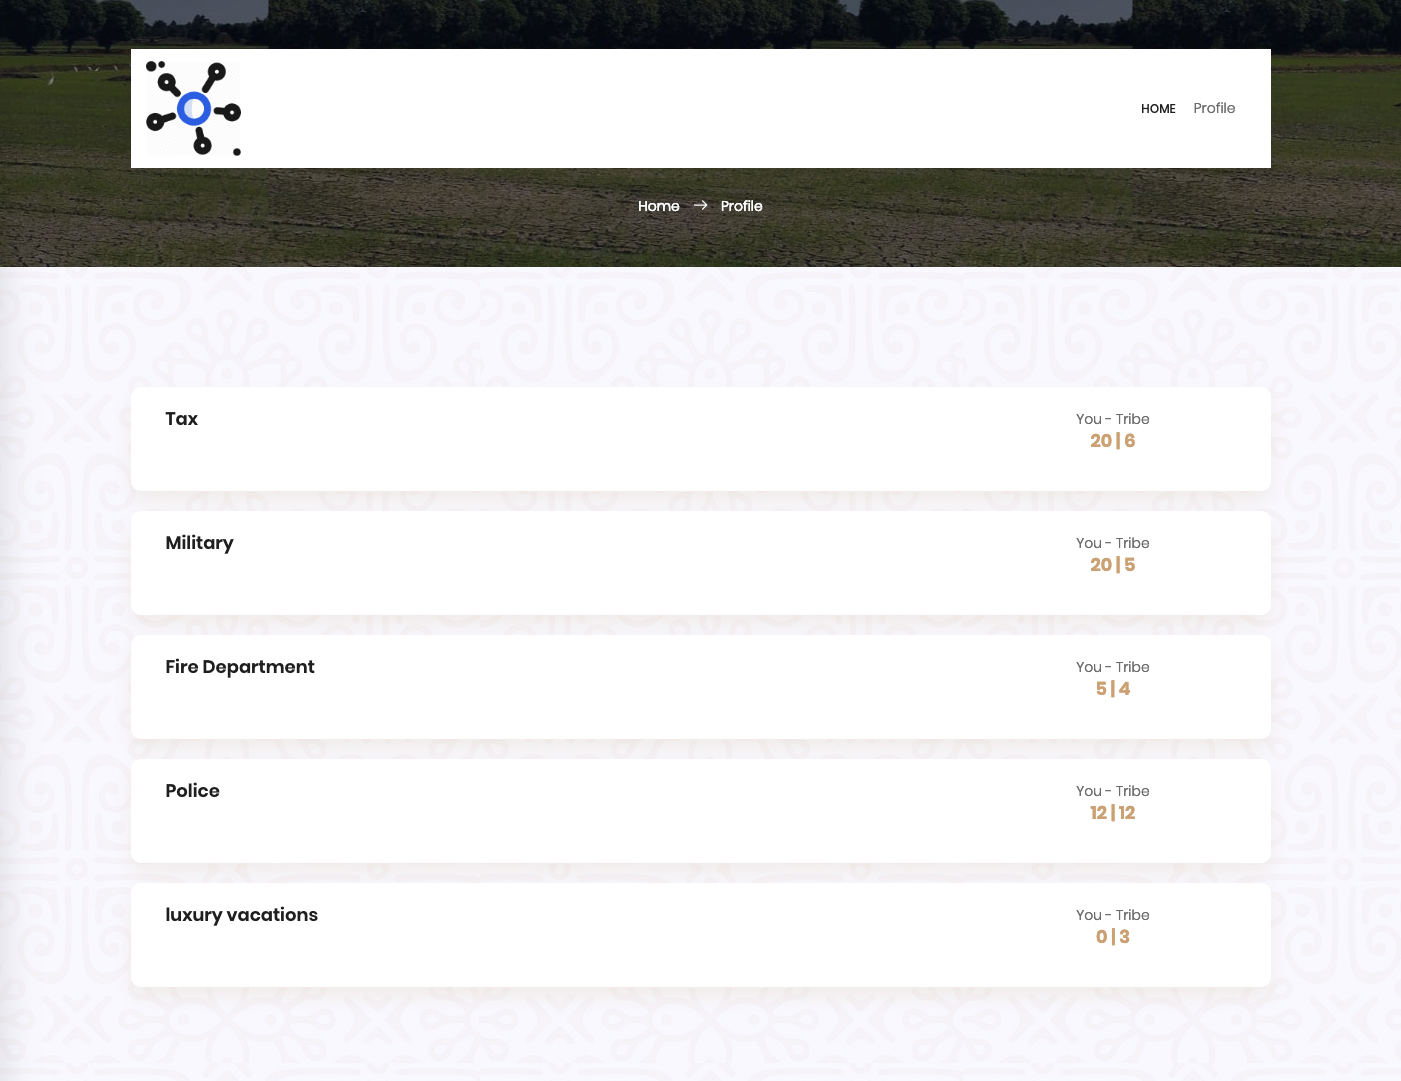 HOME Profile
Home → Profile
Tax
You - Tribe
20 | 6
Military
You - Tribe
20 | 5
Fire Department
You - Tribe
5 | 4
Police
You - Tribe
12 | 12
luxury vacations
You - Tribe
0 | 3